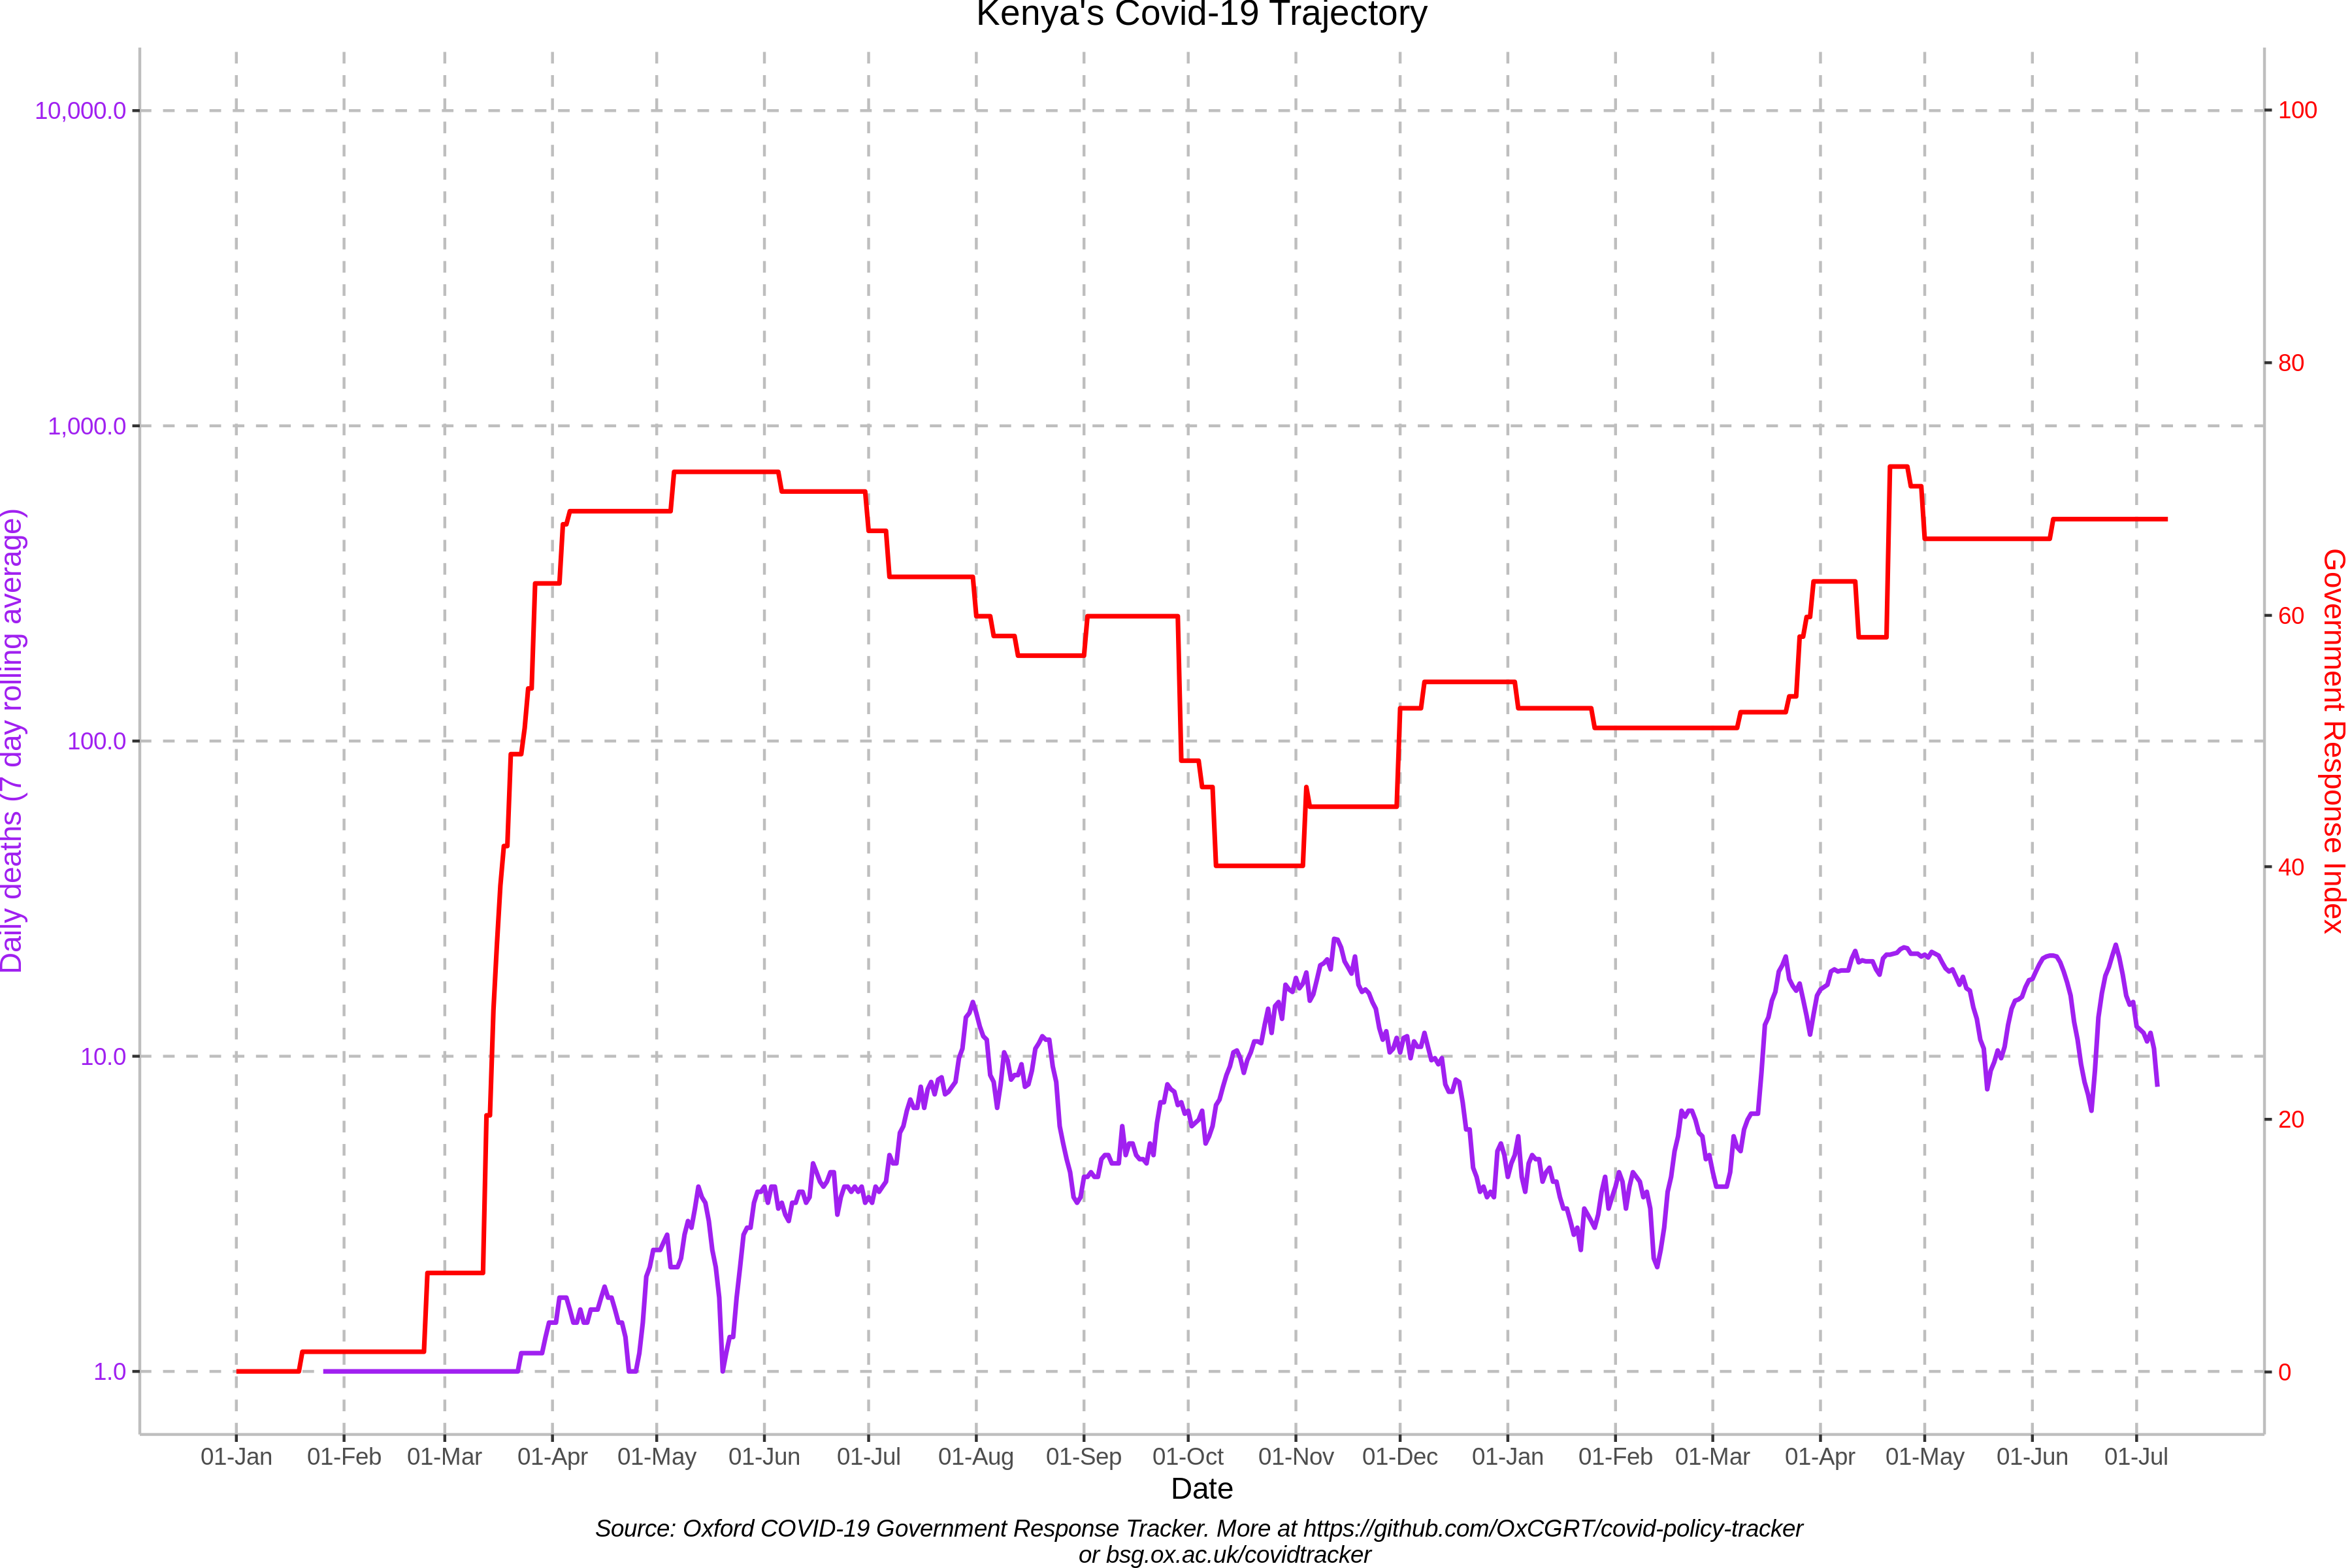 Kenya's Covid-19 Trajectory
10,000.0
1,000.0
100.0
10.0
1.0
Daily deaths (7 day rolling average)
100
80
60
40
20
0
Government Response Index
01-Jan 01-Feb 01-Mar 01-Apr 01-May 01-Jun 01-Jul 01-Aug 01-Sep 01-Oct 01-Nov 01-Dec 01-Jan 01-Feb 01-Mar 01-Apr 01-May 01-Jun 01-Jul
Date
Source: Oxford COVID-19 Government Response Tracker. More at https://github.com/OxCGRT/covid-policy-tracker
or bsg.ox.ac.uk/covidtracker